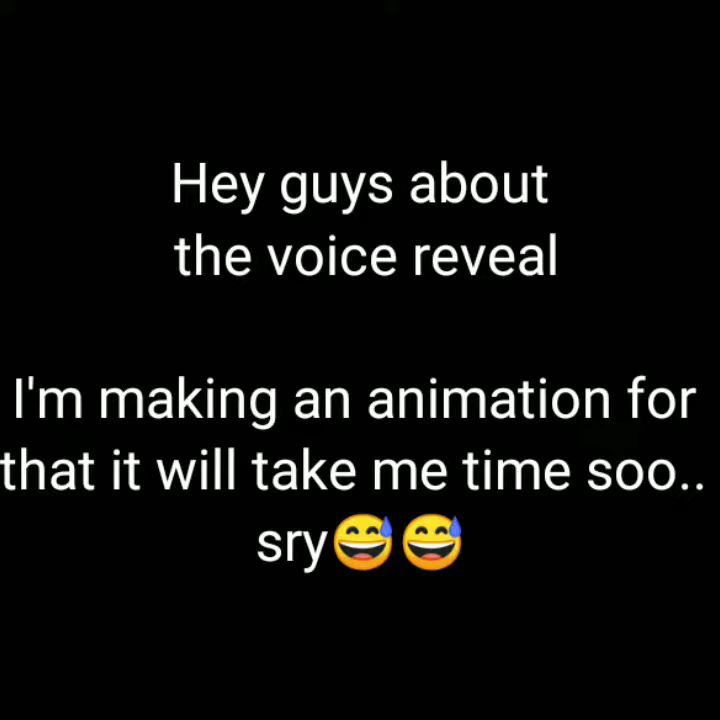 Hey guys about
the voice reveal
I'm making an animation for
that it will take me time soo..
sry😅😅